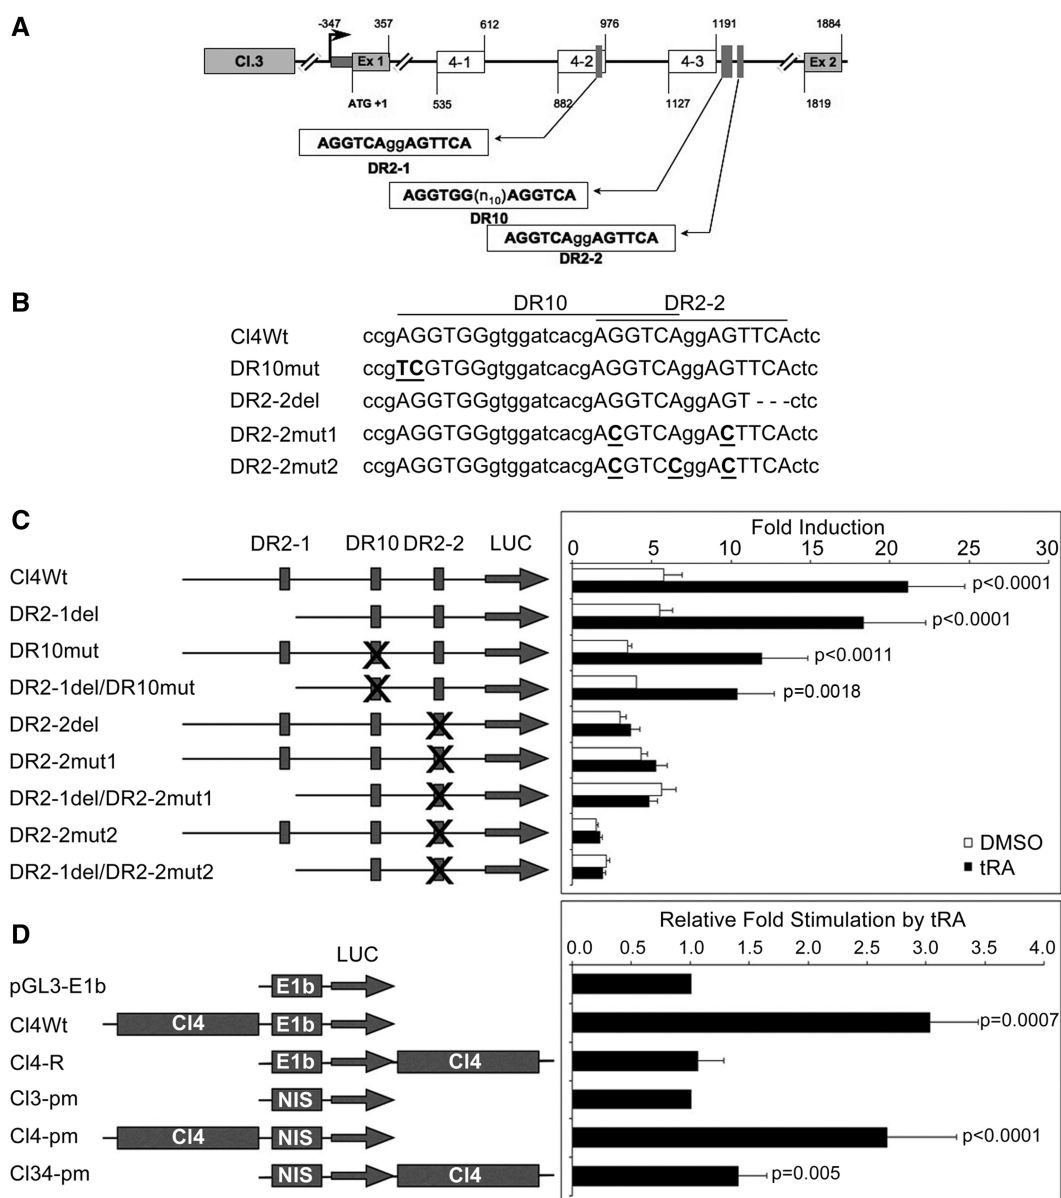 A
-347 357 612 976 1191 1884
Cl.3 Ex 1 4-1 4-2 4-3 Ex 2
ATG +1 535 882 1127 1819
AGGTCAggAGTTCA
DR2-1
AGGTGG(n10)AGGTCA
DR10
AGGTCAggAGTTCA
DR2-2
B
DR10 DR2-2
Cl4Wt ccgAGGTGGgtggatcacgAGGTCAggAGTTCActc
DR10mut ccgTCGTGGgtggatcacgAGGTCAggAGTTCActc
DR2-2del ccgAGGTGGgtggatcacgAGGTCAggAGT - - -ctc
DR2-2mut1 ccgAGGTGGgtggatcacgACGTCAggACTTCActc
DR2-2mut2 ccgAGGTGGgtggatcacgACGTCCggACTTCActc
C
Fold Induction
DR2-1 DR10 DR2-2 LUC
0 5 10 15 20 25 30
Cl4Wt p<0.0001
DR2-1del p<0.0001
DR10mut p<0.0011
DR2-1del/DR10mut p=0.0018
DR2-2del
DR2-2mut1
DR2-1del/DR2-2mut1
DR2-2mut2
DR2-1del/DR2-2mut2
DMSO
tRA
D
Relative Fold Stimulation by tRA
LUC
0.0 0.5 1.0 1.5 2.0 2.5 3.0 3.5 4.0
pGL3-E1b E1b
Cl4Wt Cl4 E1b p=0.0007
Cl4-R E1b Cl4
Cl3-pm NIS
Cl4-pm Cl4 NIS p<0.0001
Cl34-pm NIS Cl4 p=0.005